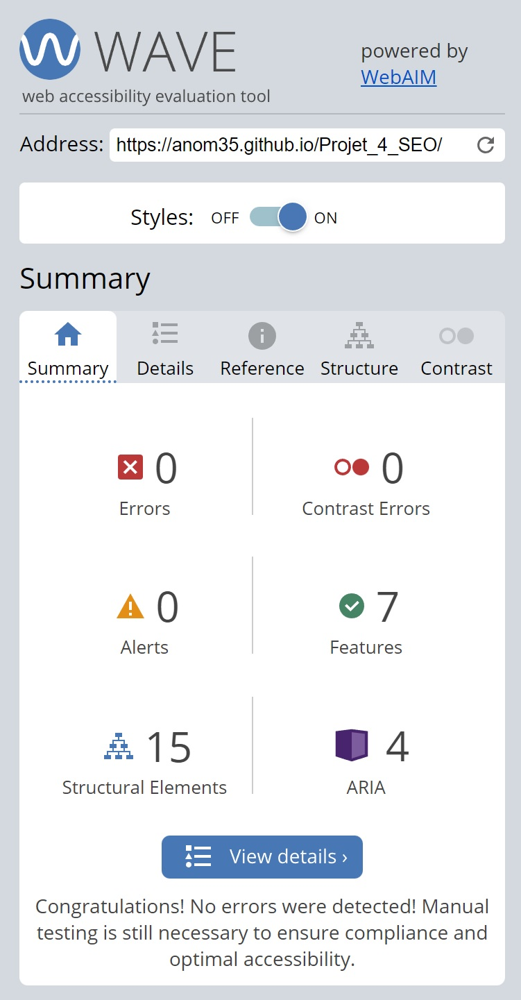 WAVE
powered by
WebAIM
web accessibility evaluation tool
Address: https://anom35.github.io/Projet_4_SEO/
Styles: OFF ON
Summary
Summary Details Reference Structure Contrast
0 0
Errors Contrast Errors
0 7
Alerts Features
15 4
Structural Elements ARIA
View details ›
Congratulations! No errors were detected! Manual
testing is still necessary to ensure compliance and
optimal accessibility.